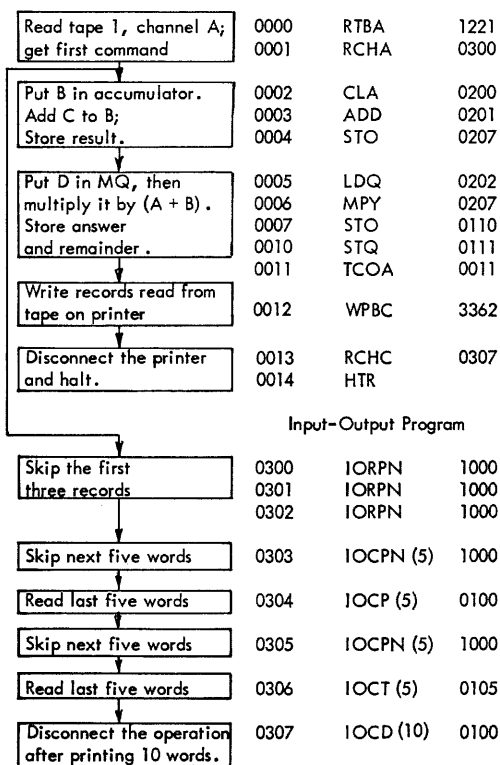 Read tape 1, channel A; 0000 RTBA 1221
get first command 0001 RCHA 0300
Put B in accumulator. 0002 CLA 0200
Add C to B; 0003 ADD 0201
Store result. 0004 STO 0207
Put D in MQ, then 0005 LDQ 0202
multiply it by (A + B). 0006 MPY 0207
Store answer 0007 STO 0110
and remainder. 0010 STQ 0111
0011 TCOA 0011
Write records read from
tape on printer 0012 WPBC 3362
Disconnect the printer 0013 RCHC 0307
and halt. 0014 HTR
Input-Output Program
Skip the first 0300 IORPN 1000
three records 0301 IORPN 1000
0302 IORPN 1000
Skip next five words 0303 IOCPN (5) 1000
Read last five words 0304 IOCP (5) 0100
Skip next five words 0305 IOCPN (5) 1000
Read last five words 0306 IOCT (5) 0105
Disconnect the operation 0307 IOCD (10) 0100
after printing 10 words.